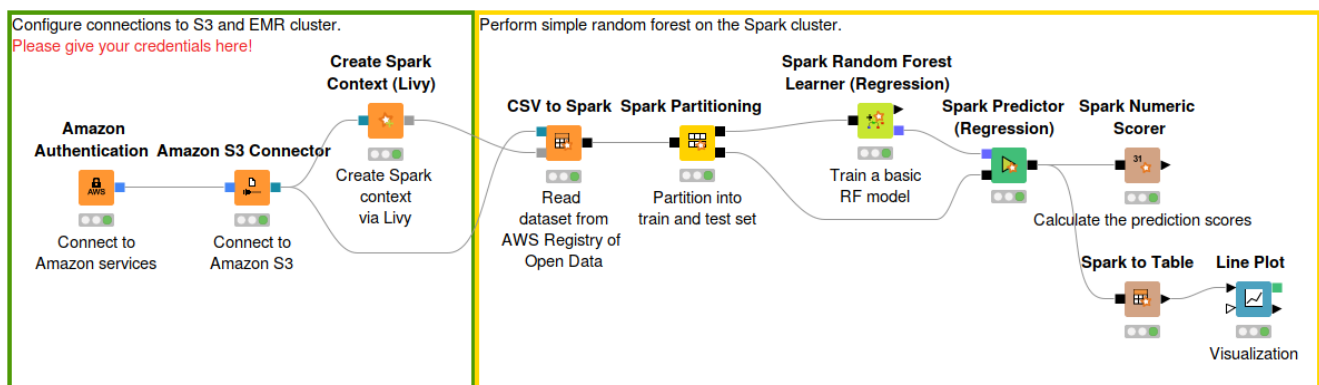 Configure connections to S3 and EMR cluster.
Please give your credentials here!
Perform simple random forest on the Spark cluster.
Amazon
Authentication
AWS
Connect to
Amazon services
Amazon S3 Connector
Connect to
Amazon S3
Create Spark
Context (Livy)
Create Spark
context
via Livy
CSV to Spark
Read
dataset from
AWS Registry of
Open Data
Spark Partitioning
Partition into
train and test set
Spark Random Forest
Learner (Regression)
Train a basic
RF model
Spark Predictor
(Regression)
Spark Numeric
Scorer
31
Calculate the prediction scores
Spark to Table
Line Plot
Visualization